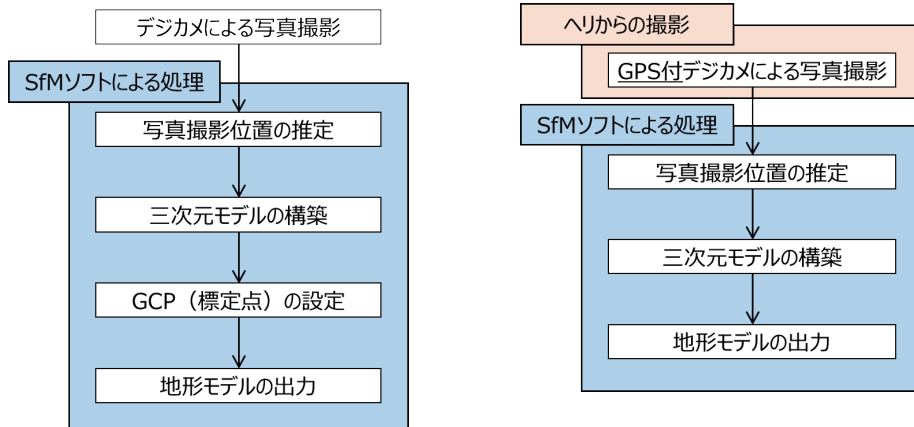 デジカメによる写真撮影
SfMソフトによる処理
写真撮影位置の推定
三次元モデルの構築
GCP（標定点）の設定
地形モデルの出力
ヘリからの撮影
GPS付デジカメによる写真撮影
SfMソフトによる処理
写真撮影位置の推定
三次元モデルの構築
地形モデルの出力